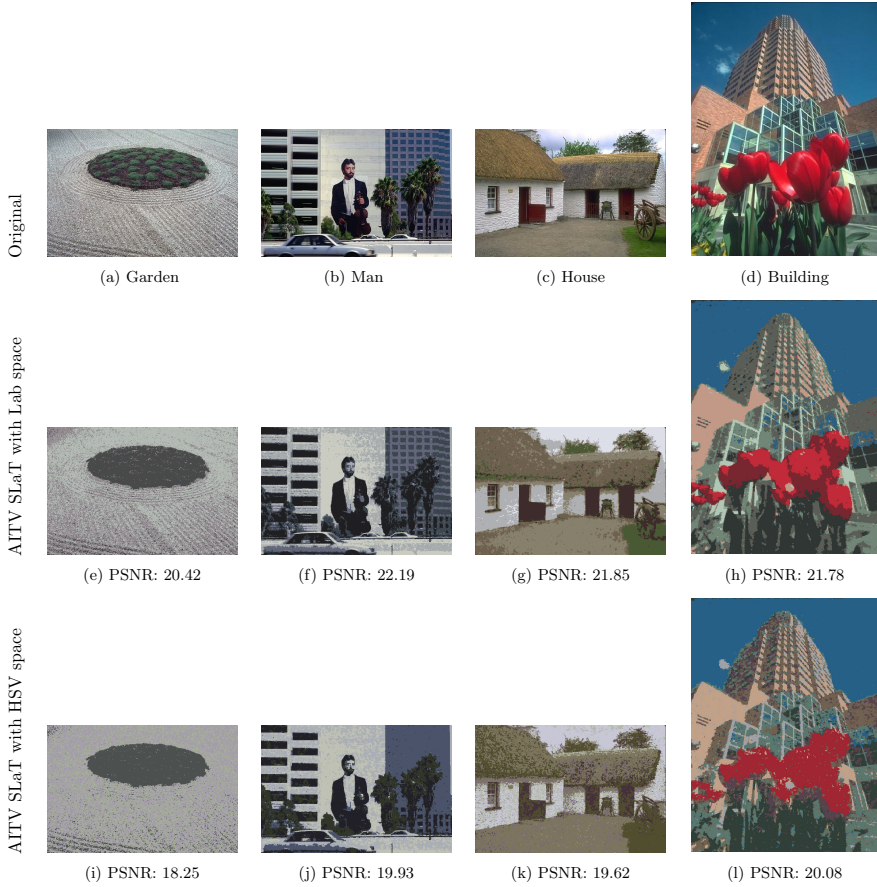 Original
(a) Garden
(b) Man
(c) House
(d) Building
AITV SLaT with Lab space
(e) PSNR: 20.42
(f) PSNR: 22.19
(g) PSNR: 21.85
(h) PSNR: 21.78
AITV SLaT with HSV space
(i) PSNR: 18.25
(j) PSNR: 19.93
(k) PSNR: 19.62
(l) PSNR: 20.08